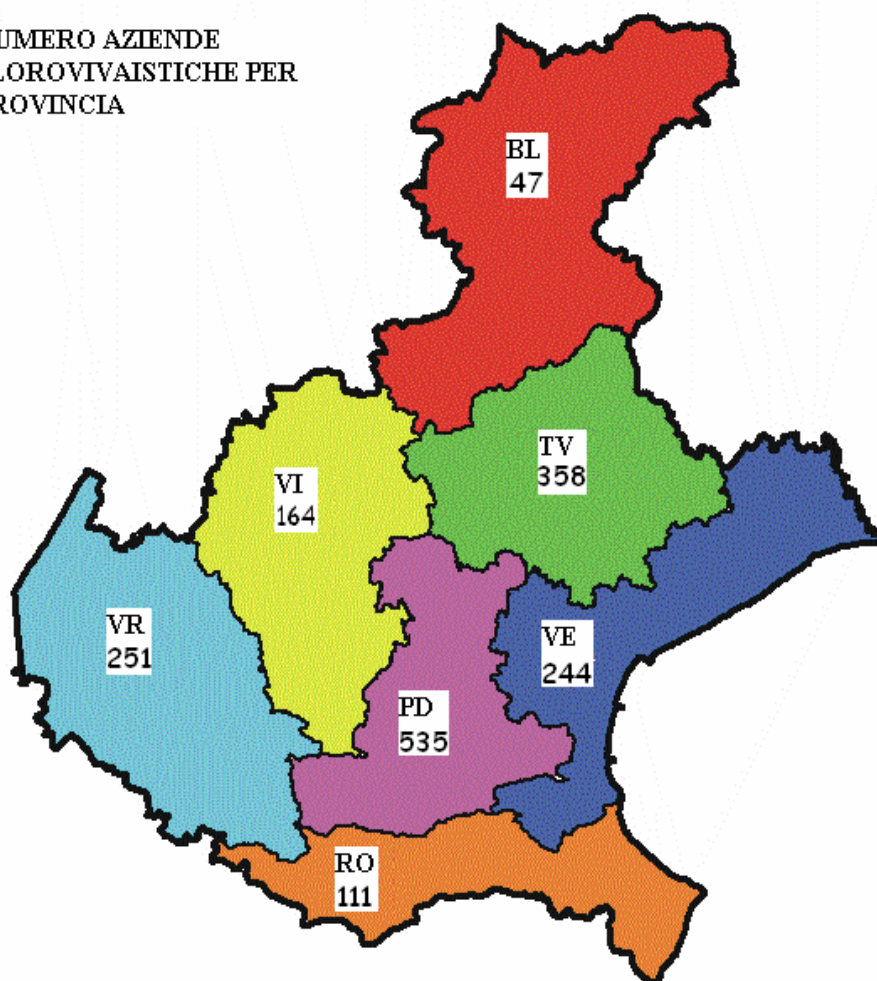 UMERO AZIENDE
LOROVIVAISTICHE PER
ROVINCIA
BL
47
TV
358
VI
164
VR
251
VE
244
PD
535
RO
111